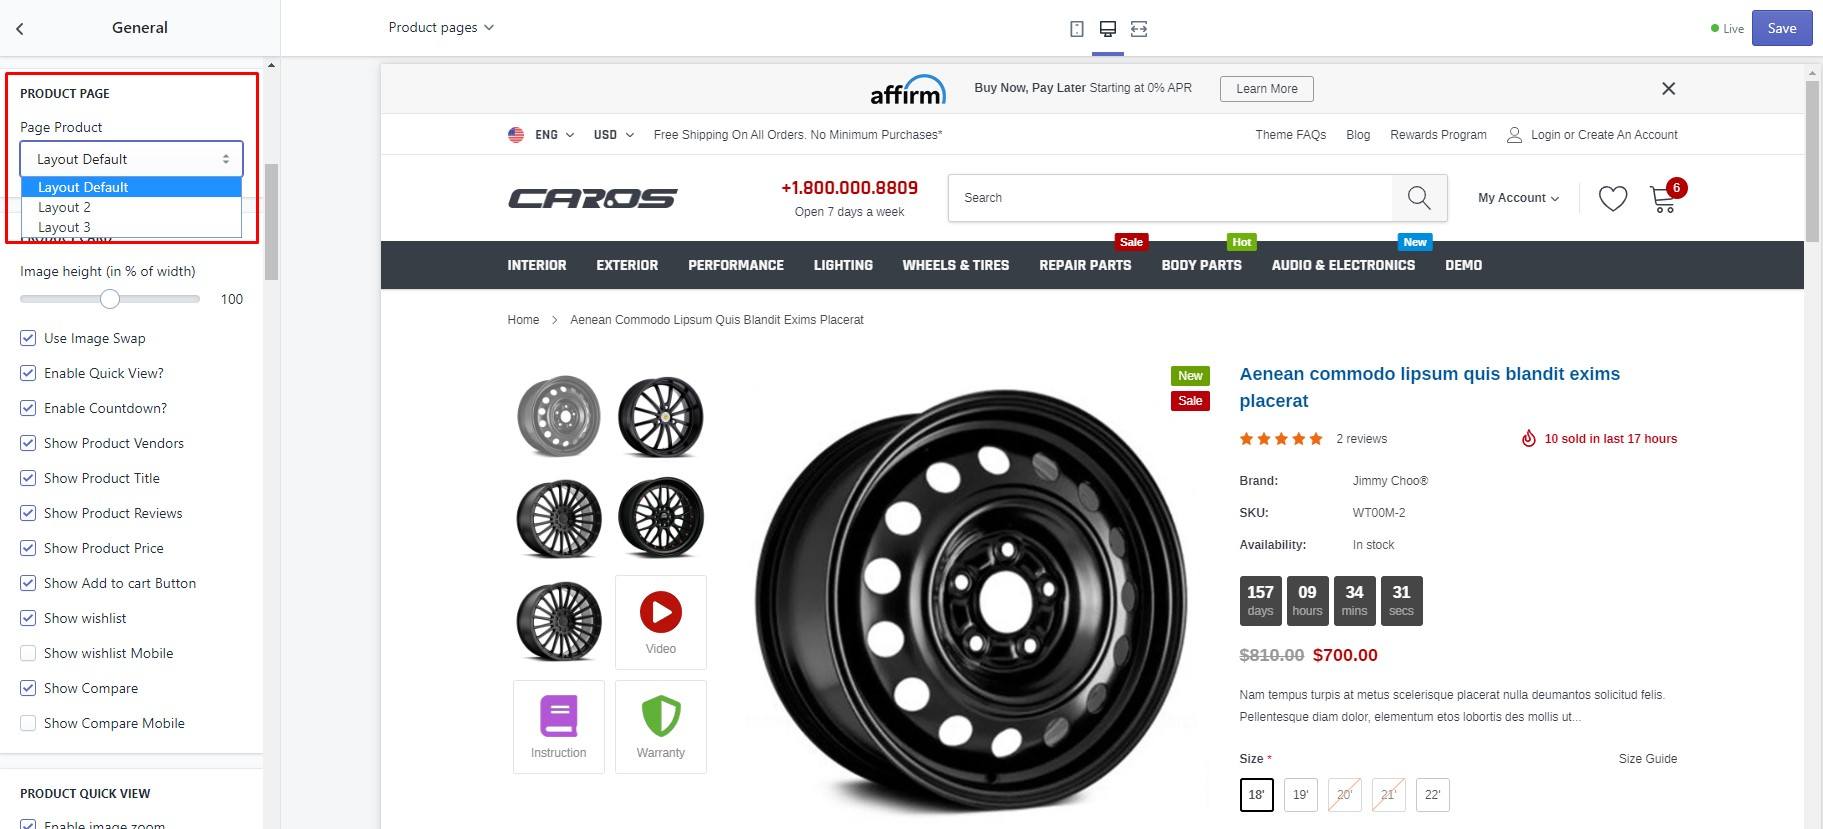 General
Product pages
Live
Save
PRODUCT PAGE
Page Product
Layout Default
Layout Default
Layout 2
Layout 3
PRODUCT CARD
Image height (in % of width)
100
Use Image Swap
Enable Quick View?
Enable Countdown?
Show Product Vendors
Show Product Title
Show Product Reviews
Show Product Price
Show Add to cart Button
Show wishlist
Show wishlist Mobile
Show Compare
Show Compare Mobile
PRODUCT QUICK VIEW
Enable image zoom
affirm
Buy Now, Pay Later Starting at 0% APR
Learn More
ENG
USD
Free Shipping On All Orders. No Minimum Purchases*
Theme FAQs
Blog
Rewards Program
Login or Create An Account
CAROS
+1.800.000.8809
Open 7 days a week
Search
My Account
6
Sale
Hot
New
INTERIOR
EXTERIOR
PERFORMANCE
LIGHTING
WHEELS & TIRES
REPAIR PARTS
BODY PARTS
AUDIO & ELECTRONICS
DEMO
Home
Aenean Commodo Lipsum Quis Blandit Exims Placerat
Video
Instruction
Warranty
New
Sale
Aenean commodo lipsum quis blandit exims
placerat
2 reviews
10 sold in last 17 hours
Brand: Jimmy Choo®
SKU: WT00M-2
Availability: In stock
157 09 34 31
days hours mins secs
$810.00 $700.00
Nam tempus turpis at metus scelerisque placerat nulla deumantos solicitud felis.
Pellentesque diam dolor, elementum etos lobortis des mollis ut...
Size *
Size Guide
18' 19' 20' 21' 22'